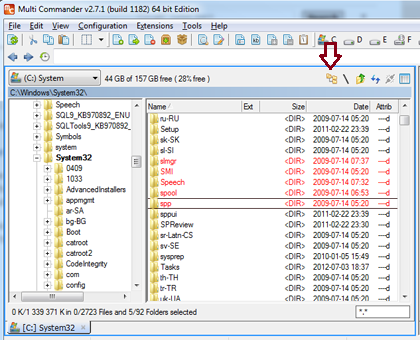 Multi Commander v2.7.1 (build 1182) 64 bit Edition
File Edit View Configuration Extensions Tools Help
C D E F
(C:) System 44 GB of 157 GB free ( 28% free ) \
C:\Windows\System32\
Speech
SQL9_KB970892_ENU
SQLTools9_KB970892_
Symbols
system
System32
0409
1033
AdvancedInstallers
appmgmt
ar-SA
bg-BG
Boot
catroot
catroot2
CodeIntegrity
com
config
Name Ext Size Date Attrib
ru-RU <DIR> 2009-07-14 05:20 ---d
Setup <DIR> 2011-02-22 23:39 ---d
sk-SK <DIR> 2009-07-14 05:20 ---d
sl-SI <DIR> 2009-07-14 05:20 ---d
slmgr <DIR> 2009-07-14 07:37 ---d
SMI <DIR> 2009-07-14 05:20 ---d
Speech <DIR> 2009-07-14 07:32 ---d
spool <DIR> 2009-07-14 06:53 ---d
spp <DIR> 2009-07-14 05:20 ---d
sppui <DIR> 2011-02-22 23:39 ---d
SPReview <DIR> 2011-02-22 23:39 ---d
sr-Latn-CS <DIR> 2009-07-14 05:20 ---d
sv-SE <DIR> 2009-07-14 05:20 ---d
sysprep <DIR> 2010-01-05 15:49 ---d
Tasks <DIR> 2012-07-03 18:37 ---d
th-TH <DIR> 2009-07-14 05:20 ---d
tr-TR <DIR> 2009-07-14 05:20 ---d
uk-UA <DIR> 2009-07-14 05:20 ---d
0 K/1 339 371 K in 0/2723 Files and 5/92 Folders selected *.*
[C:] System32